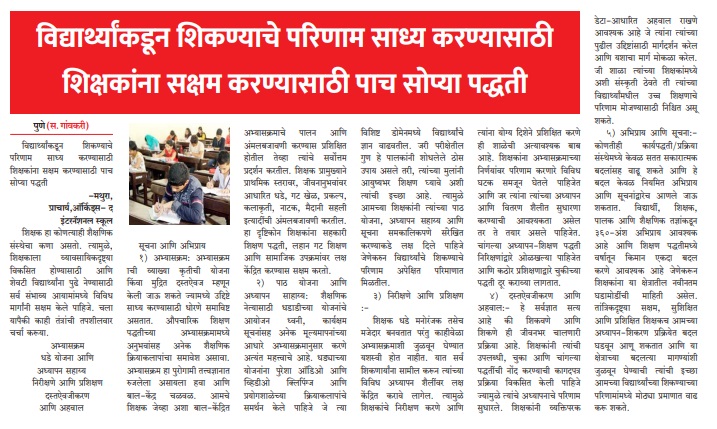 विद्यार्थ्यांकडून शिकण्याचे परिणाम साध्य करण्यासाठी
शिक्षकांना सक्षम करण्यासाठी पाच सोप्या पद्धती
पुणे (स. गांवकरी)
विद्यार्थ्यांकडून शिकण्याचे
परिणाम साध्य करण्यासाठी
शिक्षकांना सक्षम करण्यासाठी पाच
सोप्या पद्धती
–मथुरा,
प्राचार्य,ऑर्किड्स– द
इंटरनॅशनल स्कूल
शिक्षक हा कोणत्याही शैक्षणिक
संस्थेचा कणा असतो. त्यामुळे,
शिक्षकाला व्यावसायिकदृष्ट्या
विकसित होण्यासाठी आणि
शेवटी विद्यार्थ्यांना पुढे नेण्यासाठी
सर्व संभाव्य आयामांमध्ये विविध
मार्गांनी सक्षम केले पाहिजे. चला
यापैकी काही तंत्रांची तपशीलवार
चर्चा करूया.
अभ्यासक्रम
धडे योजना आणि
अध्यापन सहाय्य
निरीक्षणे आणि प्रशिक्षण
दस्तऐवजीकरण
आणि अहवाल
सूचना आणि अभिप्राय
१) अभ्यासक्रम: अभ्यासक्रम
ाची व्याख्या कृतीची योजना
किंवा मुद्रित दस्तऐवज म्हणून
केली जाऊ शकते ज्यामध्ये उद्दिष्टे
साध्य करण्यासाठी धोरणे समाविष्ट
असतात. औपचारिक शिक्षण
पद्धतीच्या अभ्यासक्रमामध्ये
अनुभवांसह अनेक शैक्षणिक
क्रियाकलापांचा समावेश असावा.
अभ्यासक्रम हा पुरोगामी तत्त्वज्ञानात
रुजलेला असायला हवा आणि
बाल–केंद्र चळवळ. आमचे
शिक्षक जेव्हा अशा बाल–केंद्रित
अभ्यासक्रमाचे पालन आणि
अंमलबजावणी करण्यास प्रशिक्षित
होतील तेव्हा त्यांचे सर्वोत्तम
प्रदर्शन करतील. शिक्षक प्रामुख्याने
प्राथमिक स्तरावर, जीवनानुभवांवर
आधारित धडे, गट खेळ, प्रकल्प,
कलाकृती, नाटक, मैदानी सहली
इत्यादींची अंमलबजावणी करतील.
हा दृष्टिकोन शिक्षकांना सहकारी
शिक्षण पद्धती, लहान गट शिक्षण
आणि सामाजिक उपक्रमांवर लक्ष
केंद्रित करण्यास सक्षम करतो.
२) पाठ योजना आणि
अध्यापन साहाय्य: शैक्षणिक
नेत्यासाठी धडाडीच्या योजनांचे
आयोजन ध्वनी, कार्यक्षम
सूचनांसह अनेक मूल्यमापनांच्या
आधारे अभ्यासक्रमानुसार करणे
अत्यंत महत्त्वाचे आहे. धड्याच्या
योजनांना पुरेशा ऑडिओ आणि
व्हिडीओ क्लिपिंग्ज आणि
प्रयोगशाळेच्या क्रियाकलापांचे
समर्थन केले पाहिजे जे त्या
विशिष्ट डोमेनमध्ये विद्यार्थ्यांचे
ज्ञान वाढवतील. जरी परीक्षेतील
गुण हे पालकांनी शोधलेले ठोस
उपाय असले तरी, त्यांच्या मुलांनी
आयुष्यभर शिक्षण घ्यावे अशी
त्यांची इच्छा आहे. त्यामुळे
आमच्या शिक्षकांनी त्यांच्या पाठ
योजना, अध्यापन सहाय्य आणि
सूचना समकालिकपणे संरेखित
करण्याकडे लक्ष दिले पाहिजे
जेणेकरून विद्यार्थ्यांचे शिकण्याचे
परिणाम अपेक्षित परिमाणात
मिळतील.
३) निरीक्षणे आणि प्रशिक्षण
:–
शिक्षक धडे मनोरंजक तसेच
मजेदार बनवतात परंतु काहीवेळा
अभ्यासक्रमाशी जुळवून घेण्यात
यशस्वी होत नाहीत. यात सर्व
शिकणार्यांना सामील करून त्यांच्या
विविध अध्यापन शैलींवर लक्ष
केंद्रित करावे लागेल. त्यामुळे
शिक्षकांचे निरीक्षण करणे आणि
त्यांना योग्य दिशेने प्रशिक्षित करणे
ही शाळेची अत्यावश्यक बाब
आहे. शिक्षकांना अभ्यासक्रमाच्या
निर्णयांवर परिणाम करणारे विविध
घटक समजून घेतले पाहिजेत
आणि जर त्यांना त्यांच्या अध्यापन
आणि वितरण शैलीत सुधारणा
करण्याची आवश्यकता असेल
तर ते तयार असले पाहिजेत.
चांगल्या अध्यापन–शिक्षण पद्धती
निरिक्षणांद्वारे ओळखल्या पाहिजेत
आणि कठोर प्रशिक्षणाद्वारे चुकीच्या
पद्धती दूर कराव्या लागतात.
४) दस्तऐवजीकरण आणि
अहवाल:– हे सर्वज्ञात सत्य
आहे की शिकवणे आणि
शिकणे ही जीवनभर चालणारी
प्रक्रिया आहे. शिक्षकांनी त्यांची
उपलब्धी, चुका आणि चांगल्या
पद्धतींची नोंद करण्याची कागदपत्र
प्रक्रिया विकसित केली पाहिजे
ज्यामुळे त्यांच्या अध्यापनाचे परिणाम
सुधारले. शिक्षकांनी व्यक्तिपरक
डेटा–आधारित अहवाल राखणे
आवश्यक आहे जे त्यांना त्यांच्या
पुढील उद्दिष्टांसाठी मार्गदर्शन करेल
आणि यशाचा मार्ग मोकळा करेल.
जी शाळा त्यांच्या शिक्षकांमध्ये
अशी संस्कृती ठेवते ती त्यांच्या
विद्यार्थ्यांमधील उच्च शिक्षणाचे
परिणाम मोजण्यासाठी निश्चित असू
शकते.
५) अभिप्राय आणि सूचना:–
कोणतीही कार्यपद्धती/प्रक्रिया
संस्थेमध्ये केवळ सतत सकारात्मक
बदलांसह वाढू शकते आणि हे
बदल केवळ नियमित अभिप्राय
आणि सूचनांद्वारेच आणले जाऊ
शकतात. विद्यार्थी, शिक्षक,
पालक आणि शैक्षणिक तज्ञांकडून
३६०–अंश अभिप्राय आवश्यक
आहे आणि शिक्षण पद्धतीमध्ये
वर्षातून किमान एकदा बदल
करणे आवश्यक आहे जेणेकरून
शिक्षकांना या क्षेत्रातील नवीनतम
घडामोडींची माहिती असेल.
तांत्रिकदृष्ट्या सक्षम, सुशिक्षित
आणि प्रशिक्षित शिक्षकच आमच्या
अध्यापन–शिकरण प्रक्रियेत बदल
घडवून आणू शकतात आणि या
क्षेत्राच्या बदलत्या मागण्यांशी
जुळवून घेण्याची त्यांची इच्छा
आमच्या विद्यार्थ्यांच्या शिकण्याच्या
परिणामांमध्ये मोठ्या प्रमाणात वाढ
करू शकते.